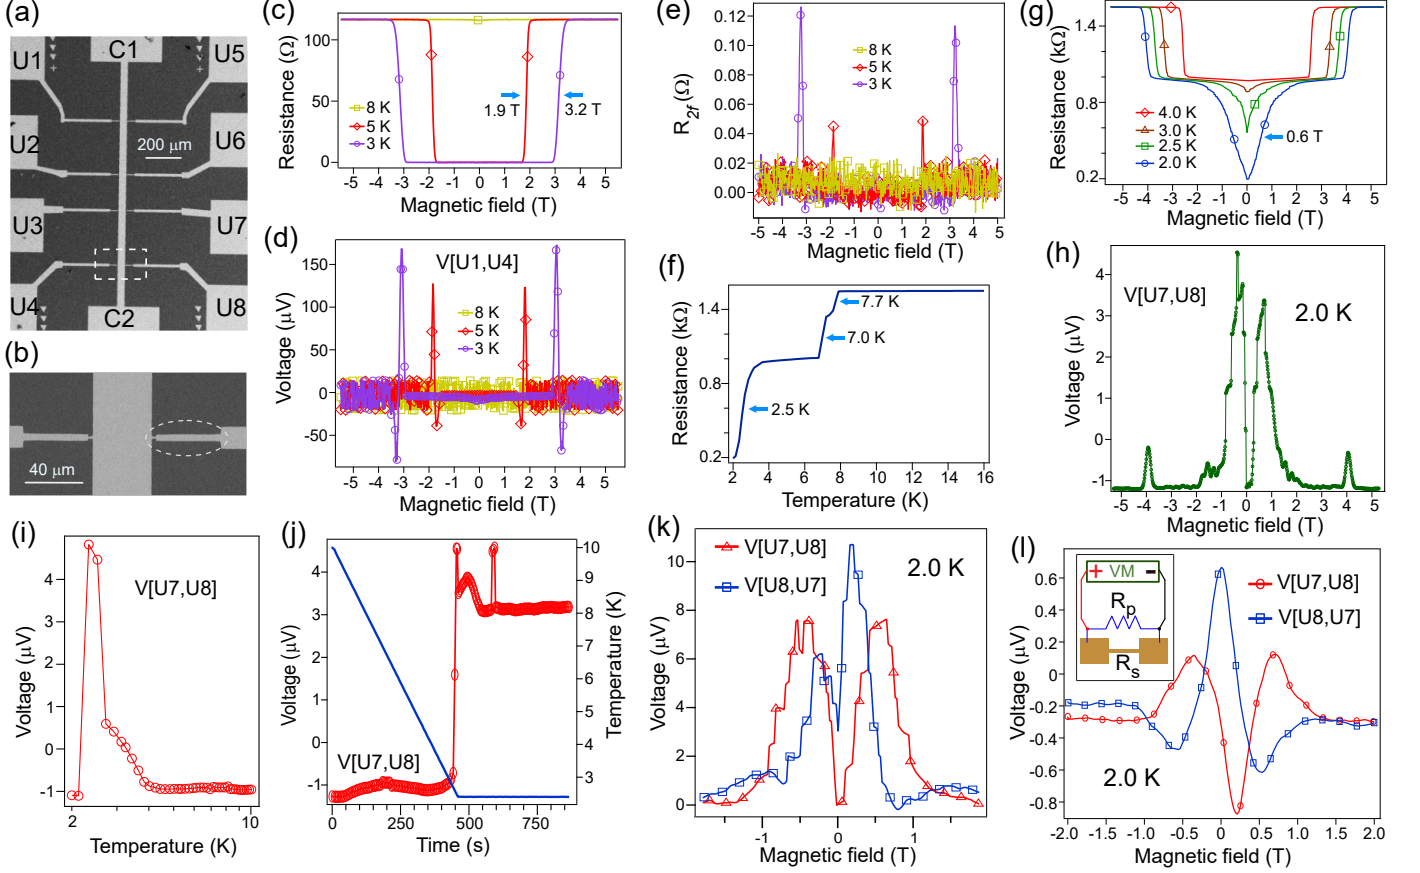 (a)
C1
U1
U5
U2
U6
200 μm
U3
U7
U4
U8
C2
(b)
40 μm
(c)
Resistance (Ω)
100
50
0
8 K
5 K
3 K
1.9 T
3.2 T
-5 -4 -3 -2 -1 0 1 2 3 4 5
Magnetic field (T)
(d)
V[U1,U4]
Voltage (μV)
150
100
50
0
-50
8 K
5 K
3 K
-5 -4 -3 -2 -1 0 1 2 3 4 5
Magnetic field (T)
(e)
R2f (Ω)
0.12
0.10
0.08
0.06
0.04
0.02
0.00
8 K
5 K
3 K
-5 -4 -3 -2 -1 0 1 2 3 4 5
Magnetic field (T)
(f)
Resistance (kΩ)
1.4
0.8
0.2
7.7 K
7.0 K
2.5 K
2 4 6 8 10 12 14 16
Temperature (K)
(g)
Resistance (kΩ)
1.4
0.8
0.2
4.0 K
3.0 K
2.5 K
2.0 K
0.6 T
-5 -4 -3 -2 -1 0 1 2 3 4 5
Magnetic field (T)
(h)
V[U7,U8]
2.0 K
Voltage (μV)
4
3
2
1
0
-1
-5 -4 -3 -2 -1 0 1 2 3 4 5
Magnetic field (T)
(i)
V[U7,U8]
Voltage (μV)
4
3
2
1
0
-1
2 10
Temperature (K)
(j)
Voltage (μV)
4
3
2
1
0
-1
V[U7,U8]
10
9
8
7
6
5
4
3
Temperature (K)
0 250 500 750
Time (s)
(k)
V[U7,U8]
V[U8,U7]
2.0 K
Voltage (μV)
10
8
6
4
2
0
-1 0 1
Magnetic field (T)
(l)
+ VM -
Rp
Rs
V[U7,U8]
V[U8,U7]
2.0 K
Voltage (μV)
0.6
0.4
0.2
0
-0.2
-0.4
-0.6
-0.8
-2.0 -1.5 -1.0 -0.5 0 0.5 1.0 1.5 2.0
Magnetic field (T)